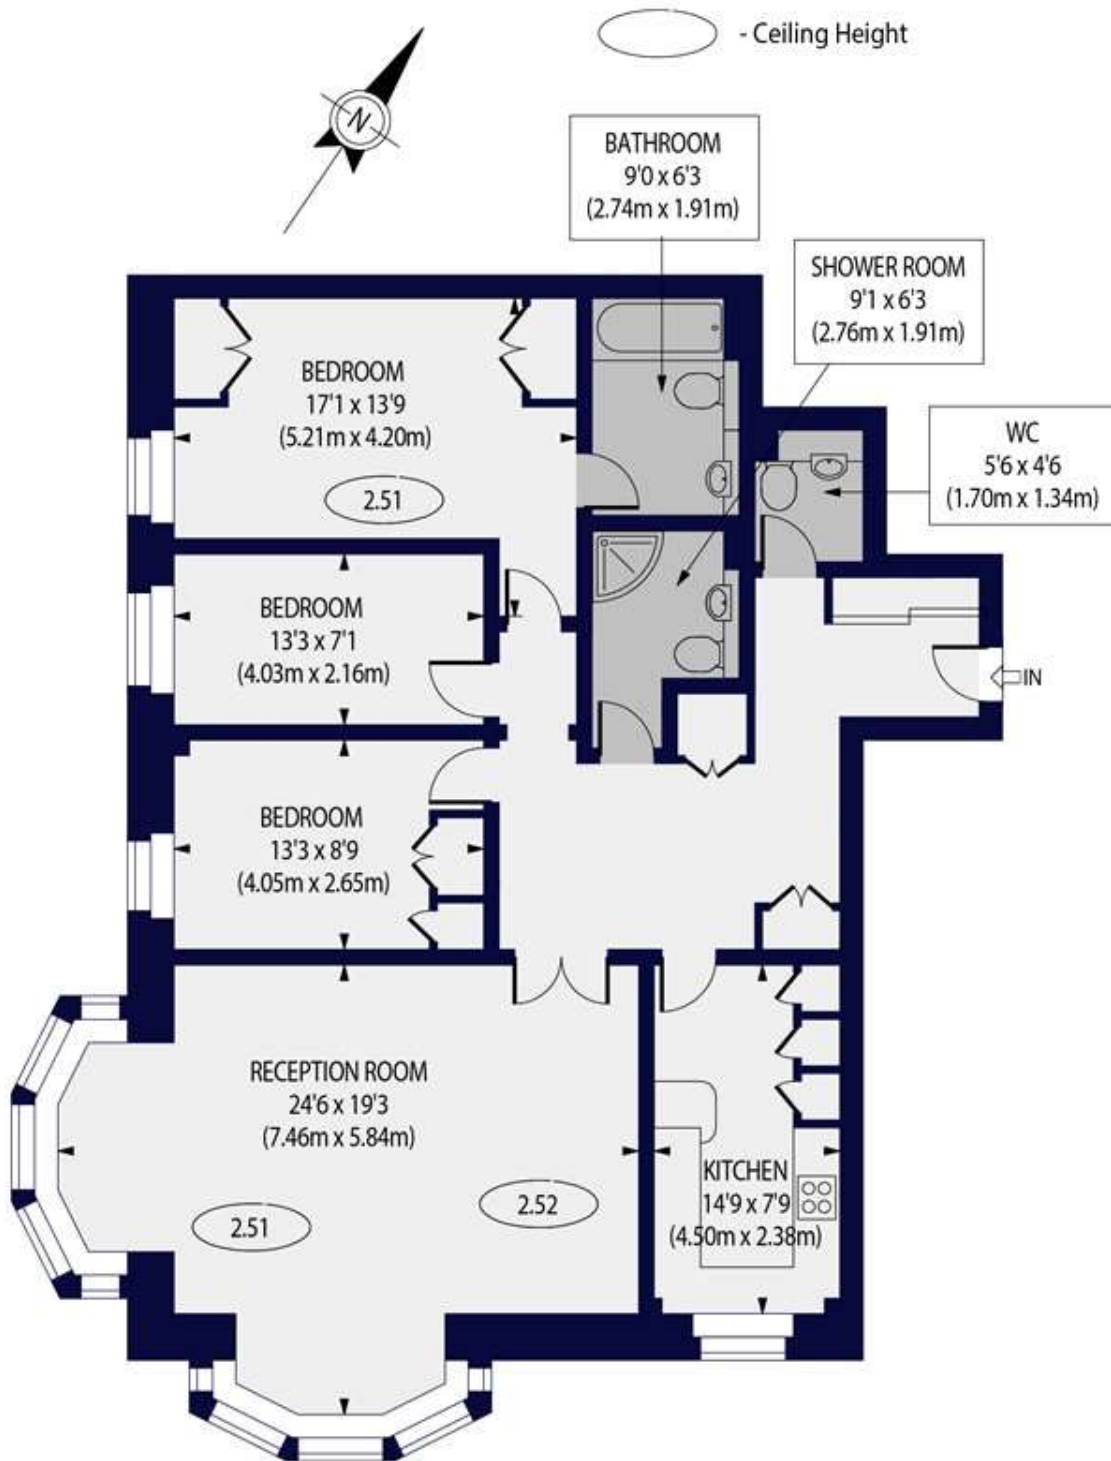 - Ceiling Height
N
BATHROOM
9'0 x 6'3
(2.74m x 1.91m)
SHOWER ROOM
9'1 x 6'3
(2.76m x 1.91m)
WC
5'6 x 4'6
(1.70m x 1.34m)
BEDROOM
17'1 x 13'9
(5.21m x 4.20m)
2.51
BEDROOM
13'3 x 7'1
(4.03m x 2.16m)
IN
BEDROOM
13'3 x 8'9
(4.05m x 2.65m)
RECEPTION ROOM
24'6 x 19'3
(7.46m x 5.84m)
2.51
2.52
KITCHEN
14'9 x 7'9
(4.50m x 2.38m)